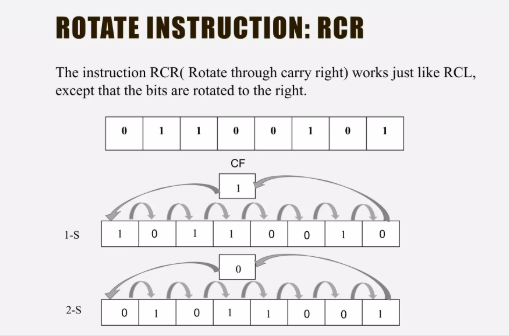 ROTATE INSTRUCTION: RCR
The instruction RCR( Rotate through carry right) works just like RCL,
except that the bits are rotated to the right.
0 1 1 0 0 1 0 1
CF
1
1-S 1 0 1 1 0 0 1 0
0
2-S 0 1 0 1 1 0 0 1